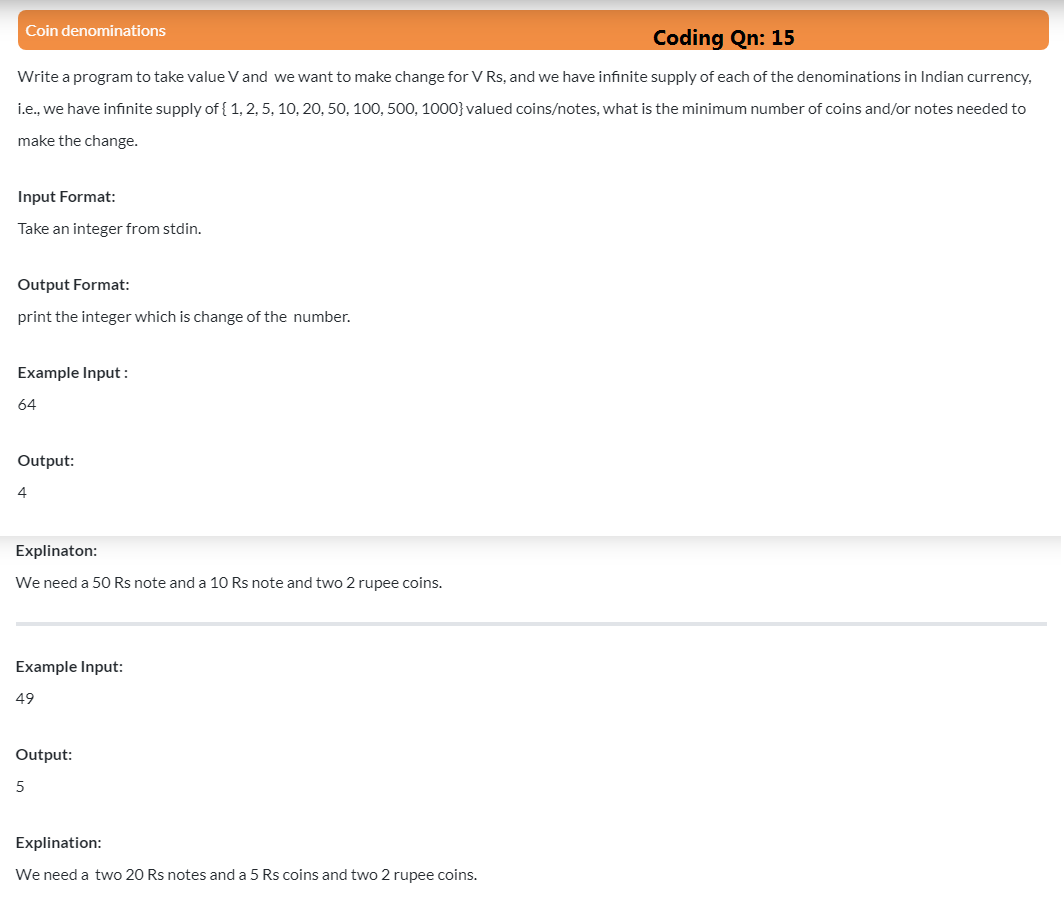 Coin denominations
Coding Qn: 15
Write a program to take value V and we want to make change for V Rs, and we have infinite supply of each of the denominations in Indian currency,
i.e., we have infinite supply of { 1, 2, 5, 10, 20, 50, 100, 500, 1000} valued coins/notes, what is the minimum number of coins and/or notes needed to
make the change.
Input Format:
Take an integer from stdin.
Output Format:
print the integer which is change of the number.
Example Input :
64
Output:
4
Explinaton:
We need a 50 Rs note and a 10 Rs note and two 2 rupee coins.
Example Input:
49
Output:
5
Explination:
We need a two 20 Rs notes and a 5 Rs coins and two 2 rupee coins.